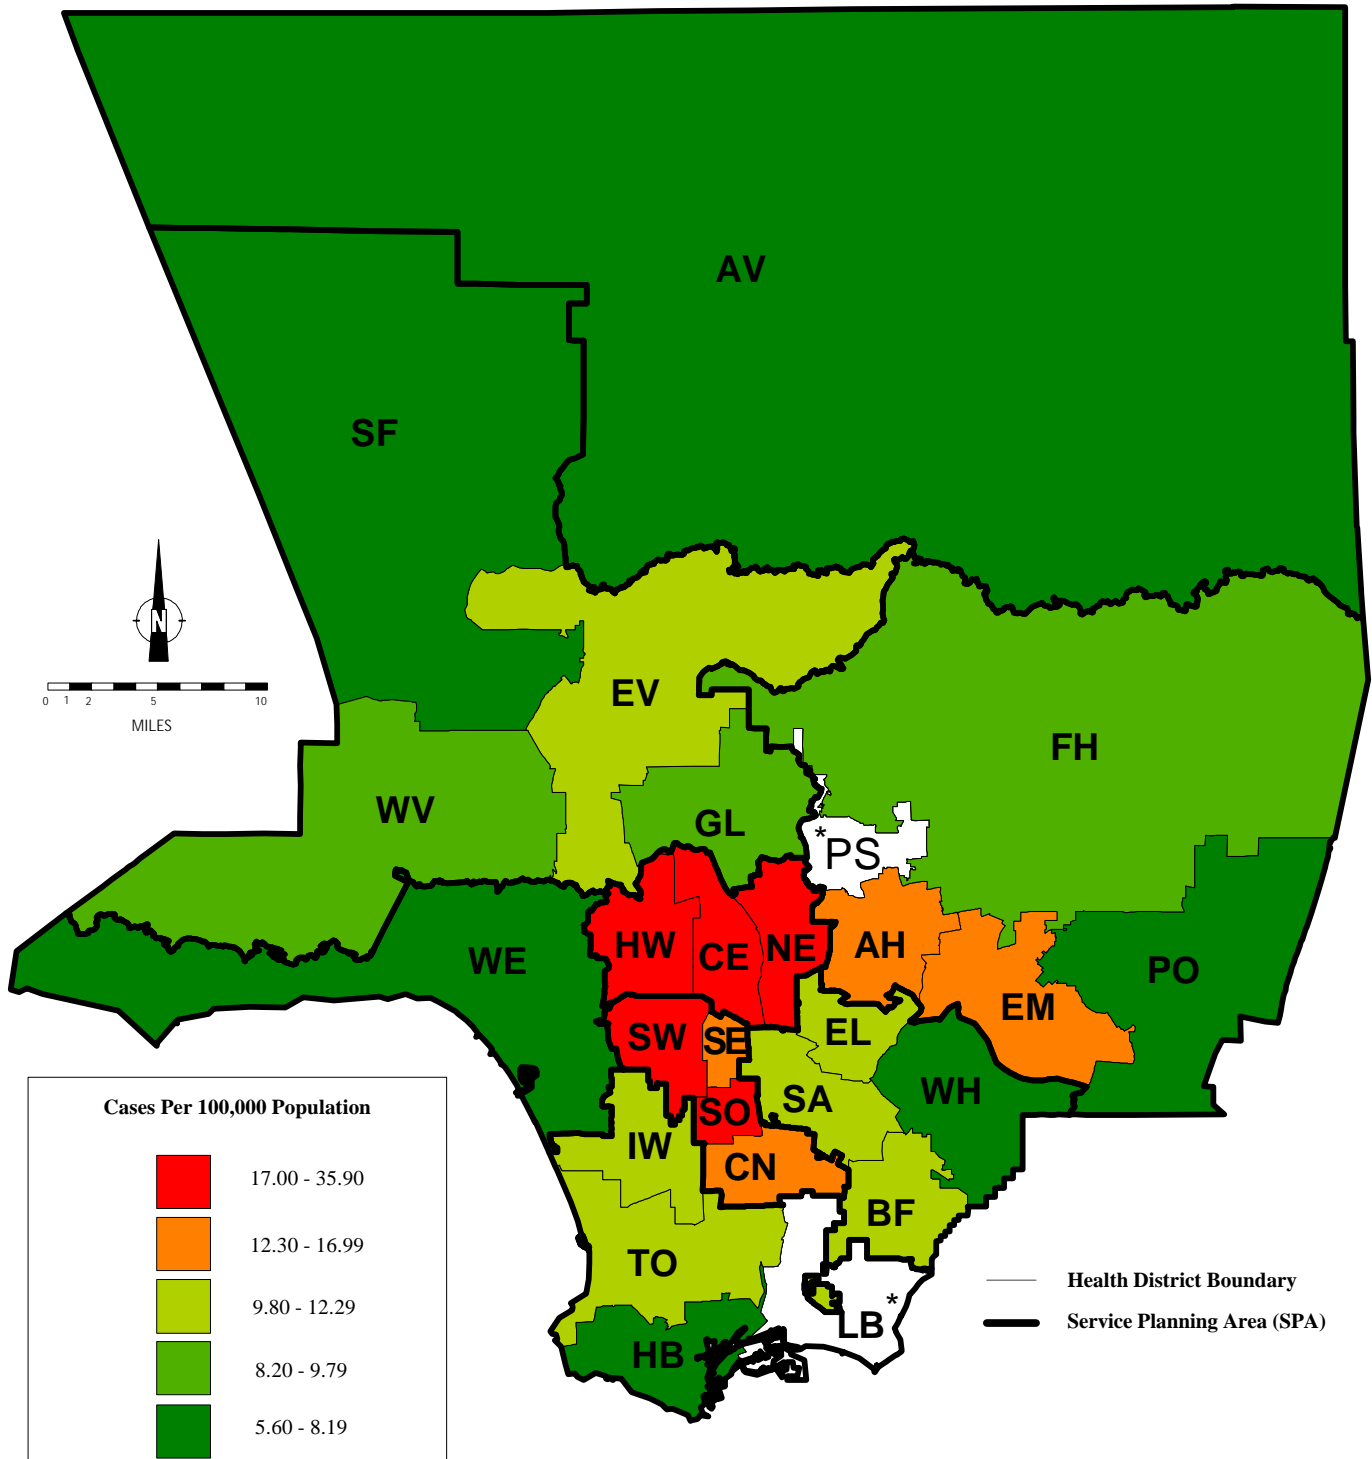 AV
SF
N
0 1 2 5 10
MILES
EV
FH
WV
GL
*PS
HW
CE
NE
AH
WE
PO
EM
SW
SE
EL
WH
SA
SO
IW
CN
BF
TO
LB*
HB
Cases Per 100,000 Population
17.00 - 35.90
12.30 - 16.99
9.80 - 12.29
8.20 - 9.79
5.60 - 8.19
Health District Boundary
Service Planning Area (SPA)